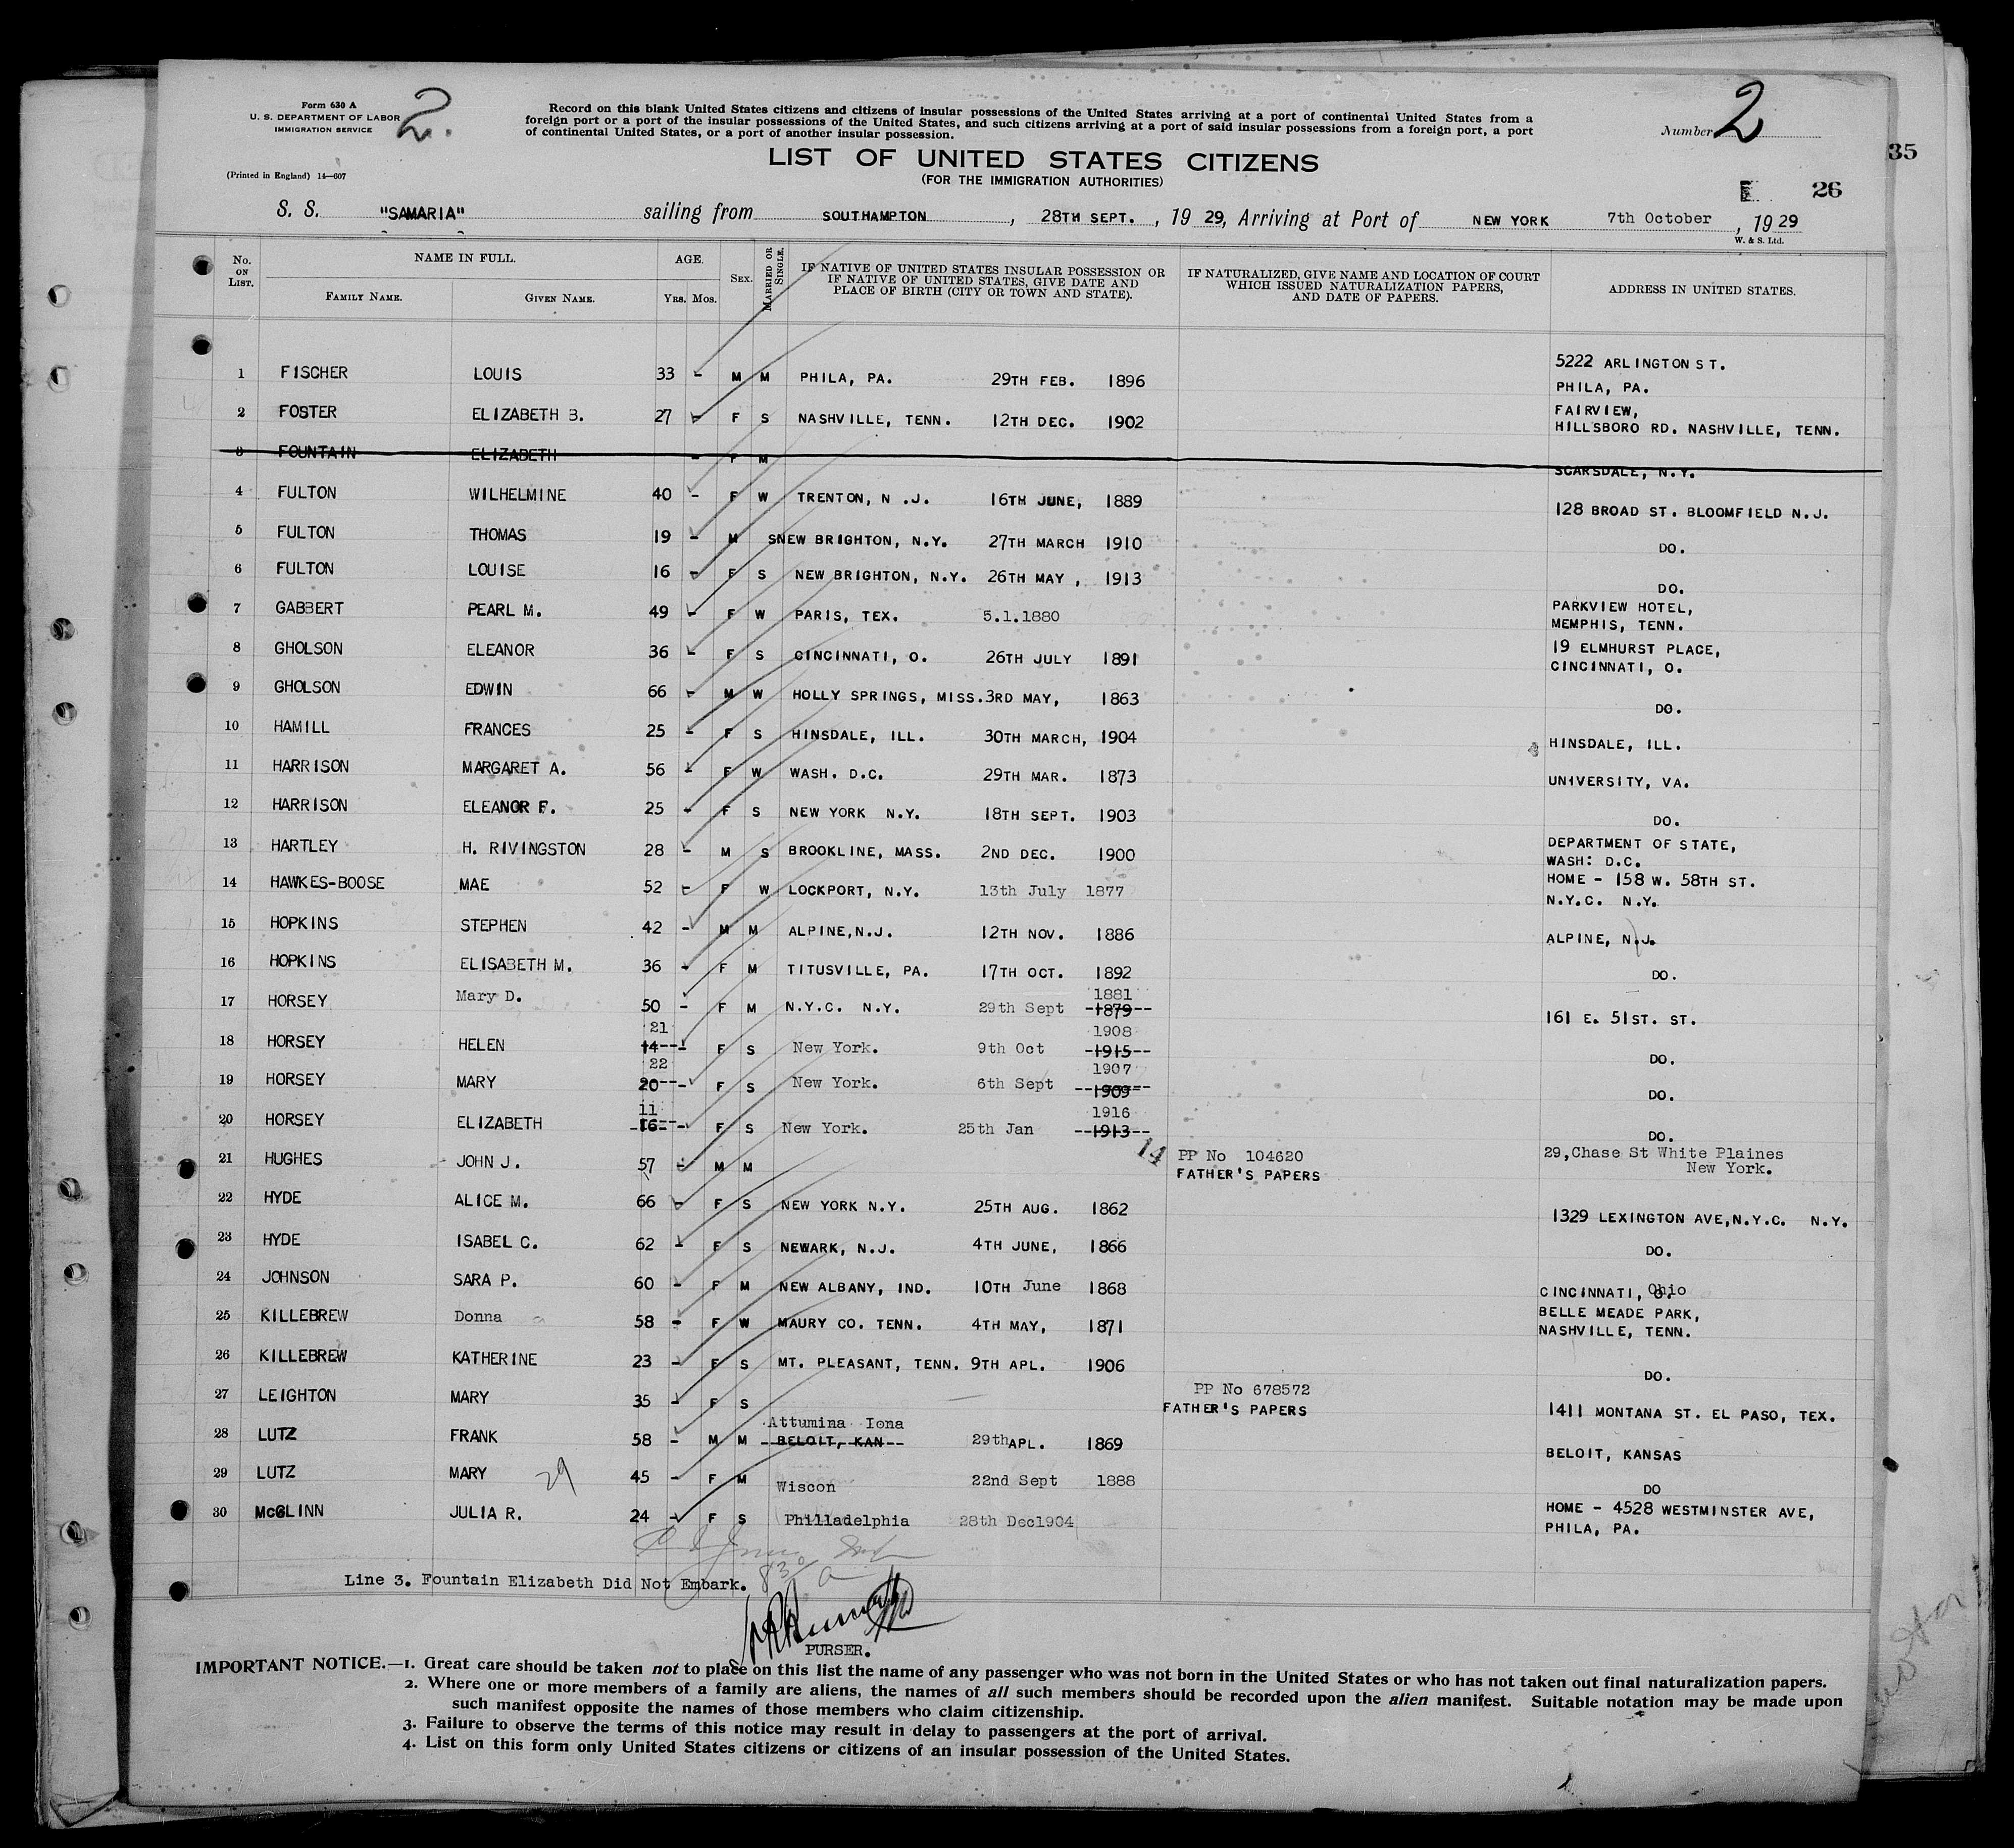 Form 630 A
U. S. DEPARTMENT OF LABOR
IMMIGRATION SERVICE
2.
(Printed in England) 14—607
Record on this blank United States citizens and citizens of insular possessions of the United States arriving at a port of continental United States from a
foreign port or a port of the insular possessions of the United States, and such citizens arriving at a port of said insular possessions from a foreign port, a port
of continental United States, or a port of another insular possession.
Number 2
35
LIST OF UNITED STATES CITIZENS
(FOR THE IMMIGRATION AUTHORITIES)
E. 26
S. S. "SAMARIA" sailing from SOUTHAMPTON, 28TH SEPT., 19 29, Arriving at Port of NEW YORK 7th October, 19 29
W. & S. Ltd.
No. ON LIST. NAME IN FULL. FAMILY NAME. GIVEN NAME. AGE. YRS. MOS. SEX. MARRIED OR SINGLE. IF NATIVE OF UNITED STATES INSULAR POSSESSION OR IF NATIVE OF UNITED STATES, GIVE DATE AND PLACE OF BIRTH (CITY OR TOWN AND STATE). IF NATURALIZED, GIVE NAME AND LOCATION OF COURT WHICH ISSUED NATURALIZATION PAPERS, AND DATE OF PAPERS. ADDRESS IN UNITED STATES.
1 FISCHER LOUIS 33 - M M PHILA, PA. 29TH FEB. 1896 5222 ARLINGTON ST.
PHILA, PA.
2 FOSTER ELIZABETH B. 27 - F S NASHVILLE, TENN. 12TH DEC. 1902 FAIRVIEW,
HILLSBORO RD. NASHVILLE, TENN.
3 FOUNTAIN ELIZABETH - F M SCARSDALE, N.Y.
4 FULTON WILHELMINE 40 - F W TRENTON, N .J. 16TH JUNE, 1889 128 BROAD ST. BLOOMFIELD N.J.
5 FULTON THOMAS 19 - M S NEW BRIGHTON, N.Y. 27TH MARCH 1910 DO.
6 FULTON LOUISE 16 - F S NEW BRIGHTON, N.Y. 26TH MAY , 1913 DO.
7 GABBERT PEARL M. 49 - F W PARIS, TEX. 5.1.1880 PARKVIEW HOTEL,
MEMPHIS, TENN.
8 GHOLSON ELEANOR 36 - F S CINCINNATI, O. 26TH JULY 1891 19 ELMHURST PLACE,
CINCINNATI, O.
9 GHOLSON EDWIN 66 - M W HOLLY SPRINGS, MISS. 3RD MAY, 1863 DO.
10 HAMILL FRANCES 25 - F S HINSDALE, ILL. 30TH MARCH, 1904 HINSDALE, ILL.
11 HARRISON MARGARET A. 56 - F W WASH. D.C. 29TH MAR. 1873 UNIVERSITY, VA.
12 HARRISON ELEANOR F. 25 - F S NEW YORK N.Y. 18TH SEPT. 1903 DO.
13 HARTLEY H. RIVINGSTON 28 - M S BROOKLINE, MASS. 2ND DEC. 1900 DEPARTMENT OF STATE,
WASH: D.C.
14 HAWKES-BOOSE MAE 52 - F W LOCKPORT, N.Y. 13th July 1877 HOME - 158 W. 58TH ST.
N.Y.C. N.Y.
15 HOPKINS STEPHEN 42 - M M ALPINE,N.J. 12TH NOV. 1886 ALPINE, N.J.
16 HOPKINS ELISABETH M. 36 - F M TITUSVILLE, PA. 17TH OCT. 1892 DO.
17 HORSEY Mary D. 50 - F M N.Y.C. N.Y. 29th Sept 1881 1879 161 E. 51ST. ST.
18 HORSEY HELEN 21 14 - F S New York. 9th Oct 1908 1915 DO.
19 HORSEY MARY 22 20 - F S New York. 6th Sept 1907 1909 DO.
20 HORSEY ELIZABETH 11 16 - F S New York. 25th Jan 1916 1913 DO.
21 HUGHES JOHN J. 57 - M M 14 PP No 104620 29,Chase St White Plaines
FATHER'S PAPERS New York.
22 HYDE ALICE M. 66 - F S NEW YORK N.Y. 25TH AUG. 1862 1329 LEXINGTON AVE,N.Y.C. N.Y.
23 HYDE ISABEL C. 62 - F S NEWARK, N.J. 4TH JUNE, 1866 DO.
24 JOHNSON SARA P. 60 - F M NEW ALBANY, IND. 10TH June 1868 CINCINNATI, Ohio
25 KILLEBREW Donna 58 - F W MAURY CO. TENN. 4TH MAY, 1871 BELLE MEADE PARK,
NASHVILLE, TENN.
26 KILLEBREW KATHERINE 23 - F S MT. PLEASANT, TENN. 9TH APL. 1906 DO.
27 LEIGHTON MARY 35 - F S PP No 678572
FATHER'S PAPERS 1411 MONTANA ST. EL PASO, TEX.
28 LUTZ FRANK 58 - M M Attumina Iona BELOIT, KAN 29th APL. 1869 BELOIT, KANSAS
29 LUTZ MARY 29 45 - F M Wiscon 22nd Sept 1888 DO
30 McGLINN JULIA R. 24 - F S Philladelphia 28th Dec1904 HOME - 4528 WESTMINSTER AVE,
PHILA, PA.
Line 3. Fountain Elizabeth Did Not Embark.
PURSER.
IMPORTANT NOTICE.—1. Great care should be taken not to place on this list the name of any passenger who was not born in the United States or who has not taken out final naturalization papers.
2. Where one or more members of a family are aliens, the names of all such members should be recorded upon the alien manifest. Suitable notation may be made upon
such manifest opposite the names of those members who claim citizenship.
3. Failure to observe the terms of this notice may result in delay to passengers at the port of arrival.
4. List on this form only United States citizens or citizens of an insular possession of the United States.